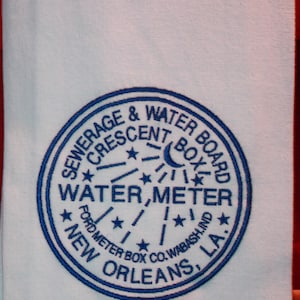 SEWERAGE & WATER BOARD
CRESCENT BOX
WATER METER
FORD METER BOX CO. WABASH. IND
NEW ORLEANS, LA.